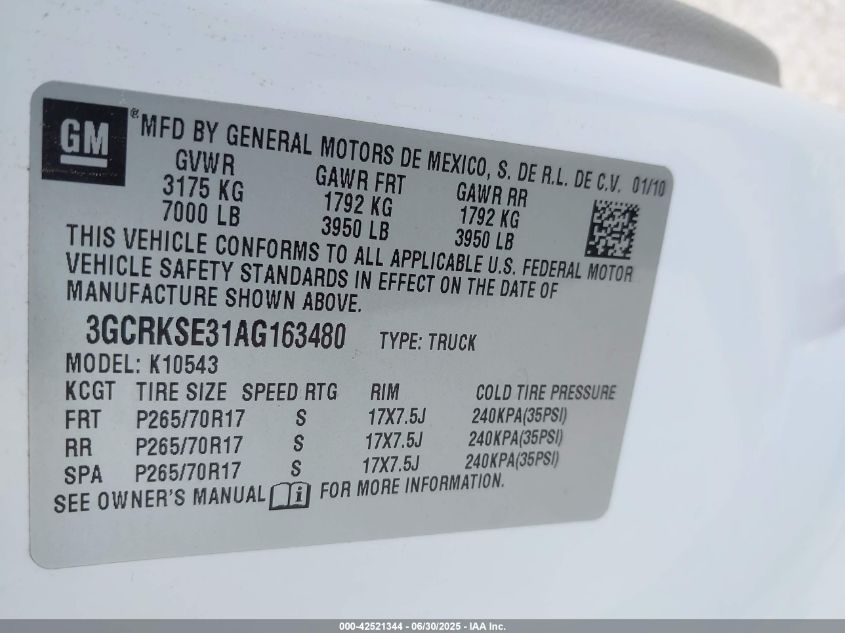 GM
® MFD BY GENERAL MOTORS DE MEXICO, S. DE R.L. DE C.V. 01/10
GVWR GAWR FRT GAWR RR
3175 KG 1792 KG 1792 KG
7000 LB 3950 LB 3950 LB
THIS VEHICLE CONFORMS TO ALL APPLICABLE U.S. FEDERAL MOTOR
VEHICLE SAFETY STANDARDS IN EFFECT ON THE DATE OF
MANUFACTURE SHOWN ABOVE.
3GCRKSE31AG163480 TYPE: TRUCK
MODEL: K10543
KCGT TIRE SIZE SPEED RTG RIM COLD TIRE PRESSURE
FRT P265/70R17 S 17X7.5J 240KPA(35PSI)
RR P265/70R17 S 17X7.5J 240KPA(35PSI)
SPA P265/70R17 S 17X7.5J 240KPA(35PSI)
SEE OWNER'S MANUAL i FOR MORE INFORMATION.
000-42521344 - 06/30/2025 - IAA Inc.